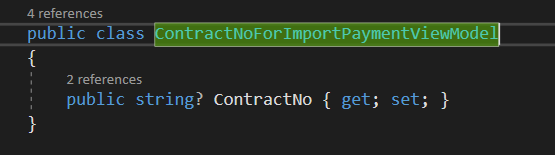 4 references
public class ContractNoForImportPaymentViewModel
{
2 references
public string? ContractNo { get; set; }
}